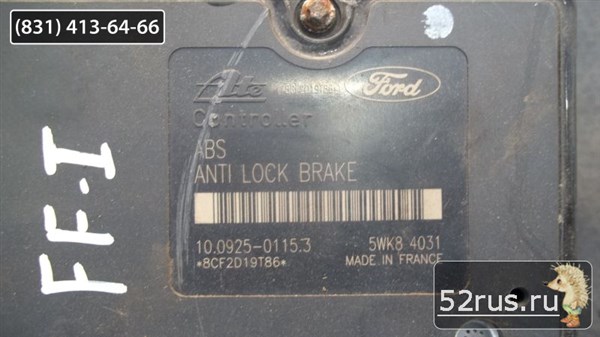 (831) 413-64-66
Ate
Ford
Controller
ABS
ANTI LOCK BRAKE
10.0925-0115.3
5WK8 4031
*8CF2D19T86*
MADE IN FRANCE
FF-I
52rus.ru